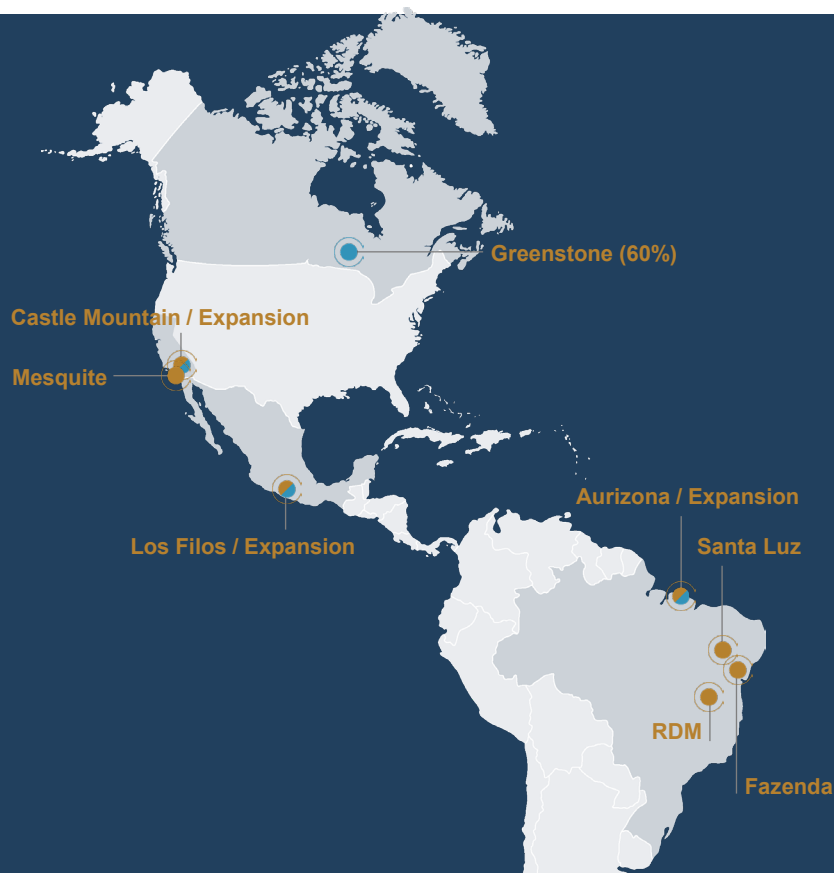 Greenstone (60%)
Castle Mountain / Expansion
Mesquite
Aurizona / Expansion
Los Filos / Expansion
Santa Luz
RDM
Fazenda